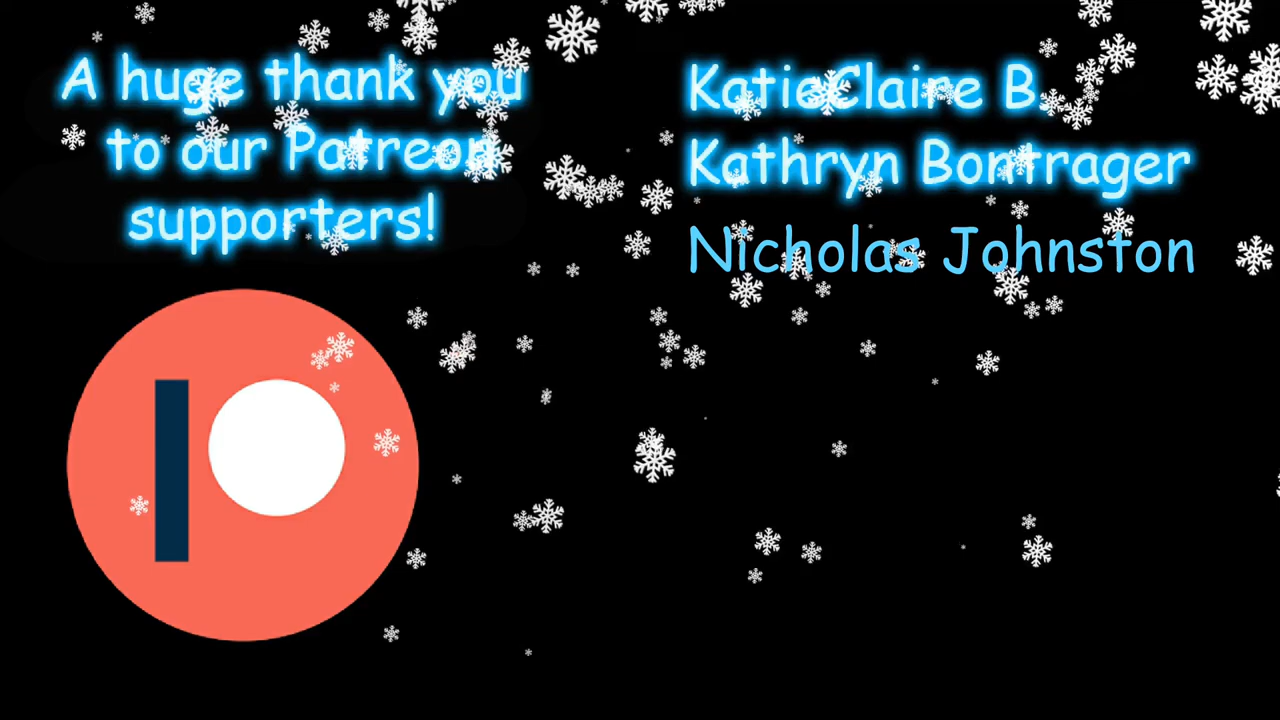 A huge thank you
to our Patreon
supporters!
KatieClaire B.
Kathryn Bontrager
Nicholas Johnston